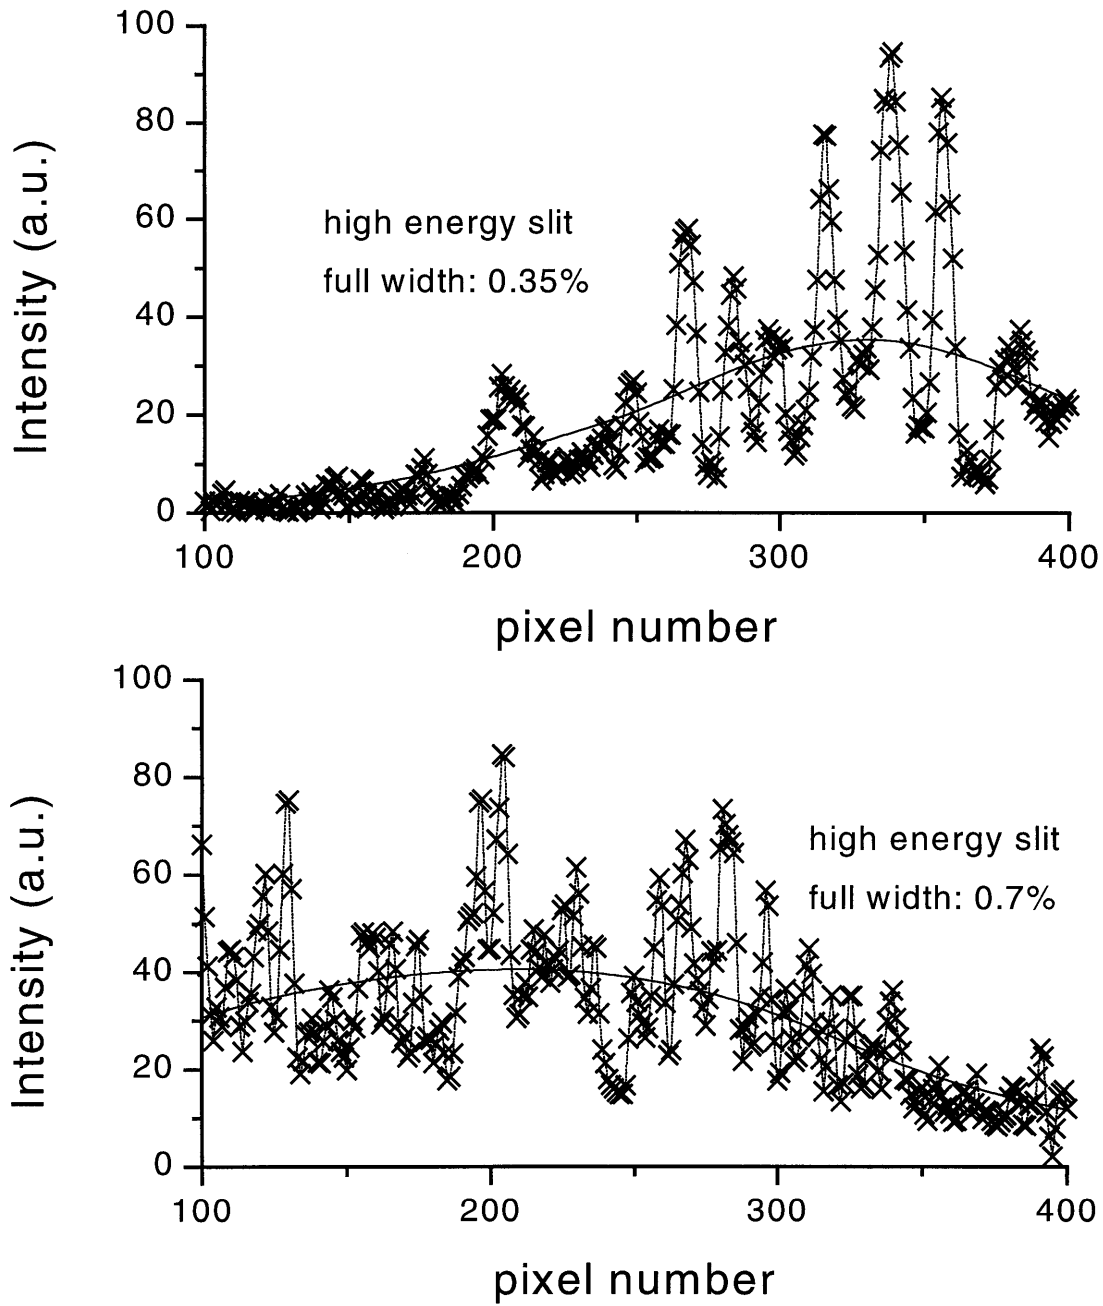 100
80
60
40
20
0
Intensity (a.u.)
high energy slit
full width: 0.35%
100 200 300 400
pixel number
100
80
60
40
20
0
Intensity (a.u.)
high energy slit
full width: 0.7%
100 200 300 400
pixel number